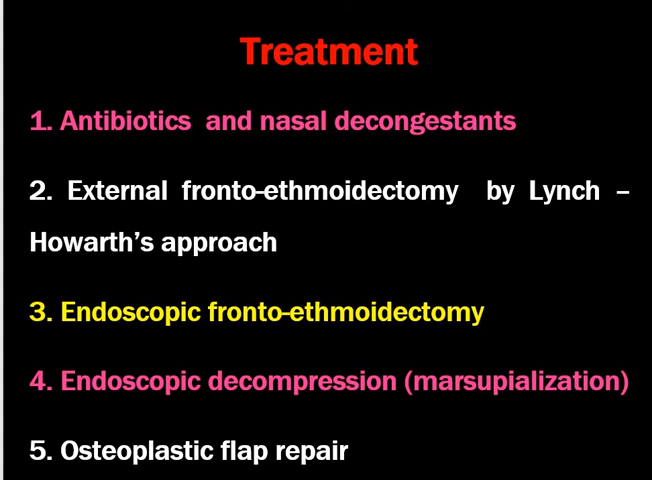 Treatment
1. Antibiotics and nasal decongestants
2. External fronto-ethmoidectomy by Lynch –
Howarth’s approach
3. Endoscopic fronto-ethmoidectomy
4. Endoscopic decompression (marsupialization)
5. Osteoplastic flap repair